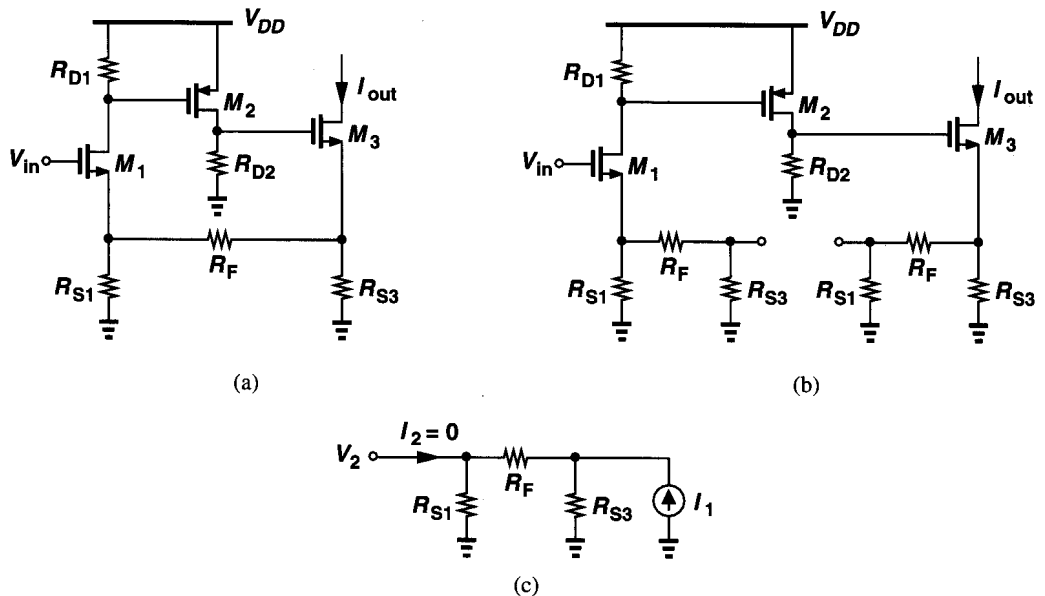 V_DD
R_D1
M_2
I_out
M_3
V_in
M_1
R_D2
R_F
R_S1
R_S3
(a)
V_DD
R_D1
M_2
I_out
M_3
V_in
M_1
R_D2
R_F
R_F
R_S1
R_S3
R_S1
R_S3
(b)
I_2 = 0
V_2
R_F
R_S1
R_S3
I_1
(c)